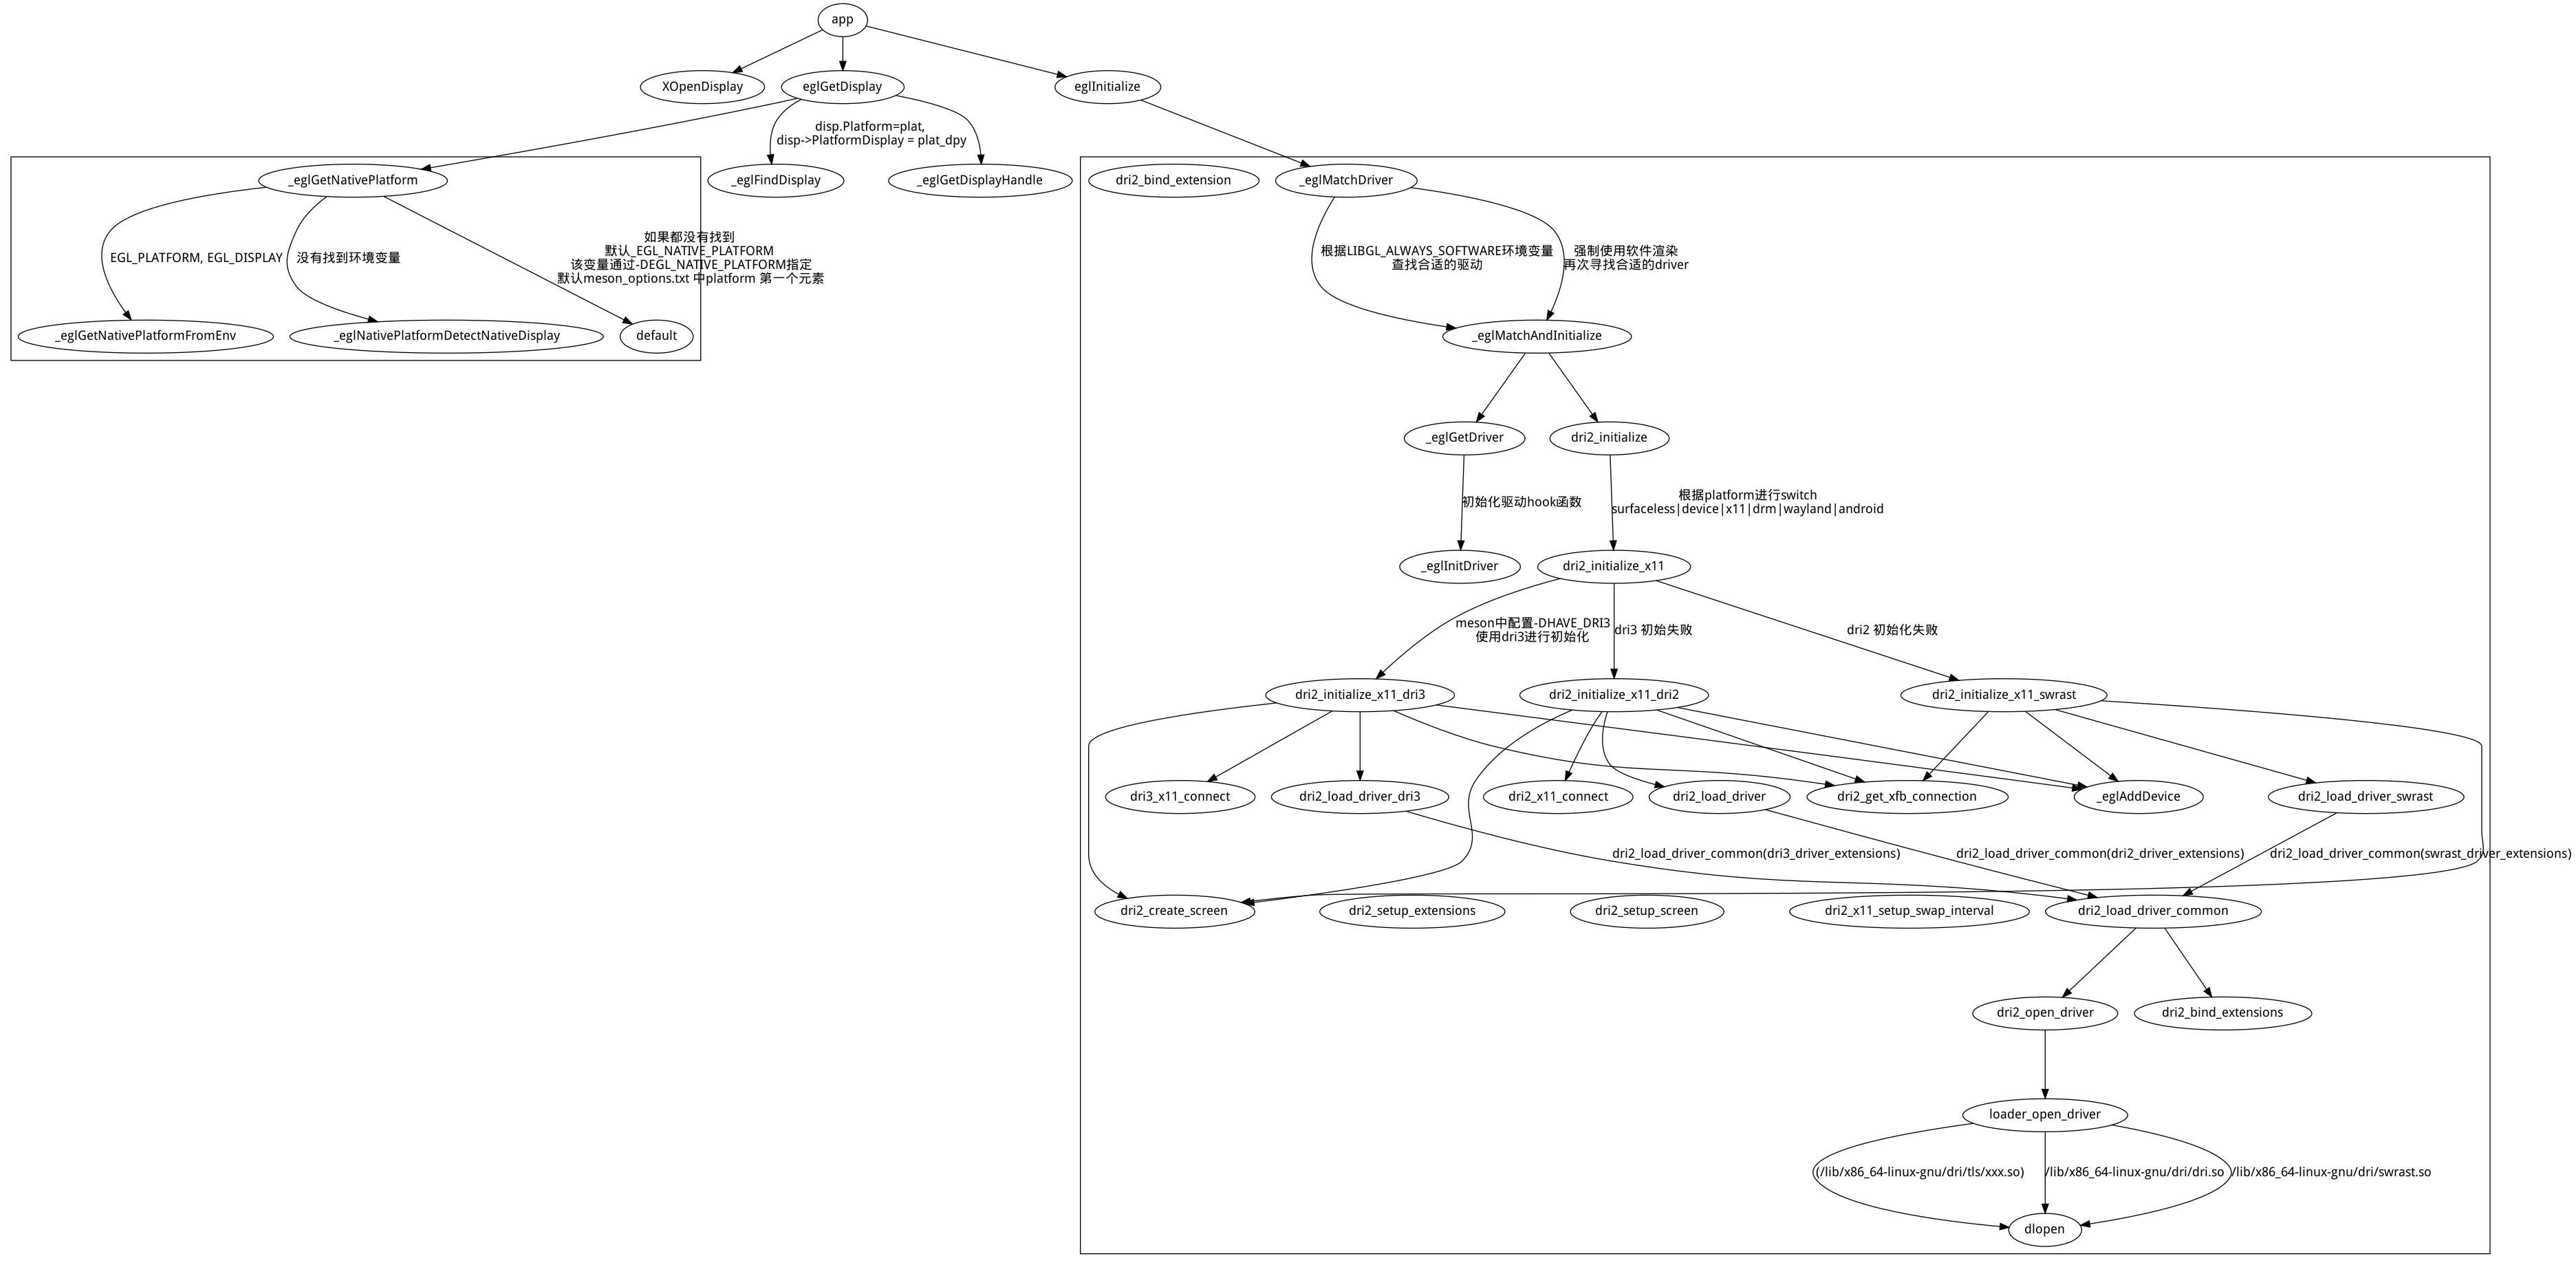 app
XOpenDisplay
eglGetDisplay
eglInitialize
disp.Platform=plat,
disp->PlatformDisplay = plat_dpy
_eglGetNativePlatform
_eglFindDisplay
_eglGetDisplayHandle
dri2_bind_extension
_eglMatchDriver
EGL_PLATFORM, EGL_DISPLAY
没有找到环境变量
如果都没有找到
默认_EGL_NATIVE_PLATFORM
该变量通过-DEGL_NATIVE_PLATFORM指定
默认meson_options.txt 中platform 第一个元素
根据LIBGL_ALWAYS_SOFTWARE环境变量
查找合适的驱动
强制使用软件渲染
再次寻找合适的driver
_eglGetNativePlatformFromEnv
_eglNativePlatformDetectNativeDisplay
default
_eglMatchAndInitialize
_eglGetDriver
dri2_initialize
初始化驱动hook函数
根据platform进行switch
surfaceless|device|x11|drm|wayland|android
_eglInitDriver
dri2_initialize_x11
meson中配置-DHAVE_DRI3
使用dri3进行初始化
dri3 初始失败
dri2 初始化失败
dri2_initialize_x11_dri3
dri2_initialize_x11_dri2
dri2_initialize_x11_swrast
dri3_x11_connect
dri2_load_driver_dri3
dri2_x11_connect
dri2_load_driver
dri2_get_xfb_connection
_eglAddDevice
dri2_load_driver_swrast
dri2_load_driver_common(dri3_driver_extensions)
dri2_load_driver_common(dri2_driver_extensions)
dri2_load_driver_common(swrast_driver_extensions)
dri2_create_screen
dri2_setup_extensions
dri2_setup_screen
dri2_x11_setup_swap_interval
dri2_load_driver_common
dri2_open_driver
dri2_bind_extensions
loader_open_driver
(/lib/x86_64-linux-gnu/dri/tls/xxx.so)
/lib/x86_64-linux-gnu/dri/dri.so
/lib/x86_64-linux-gnu/dri/swrast.so
dlopen